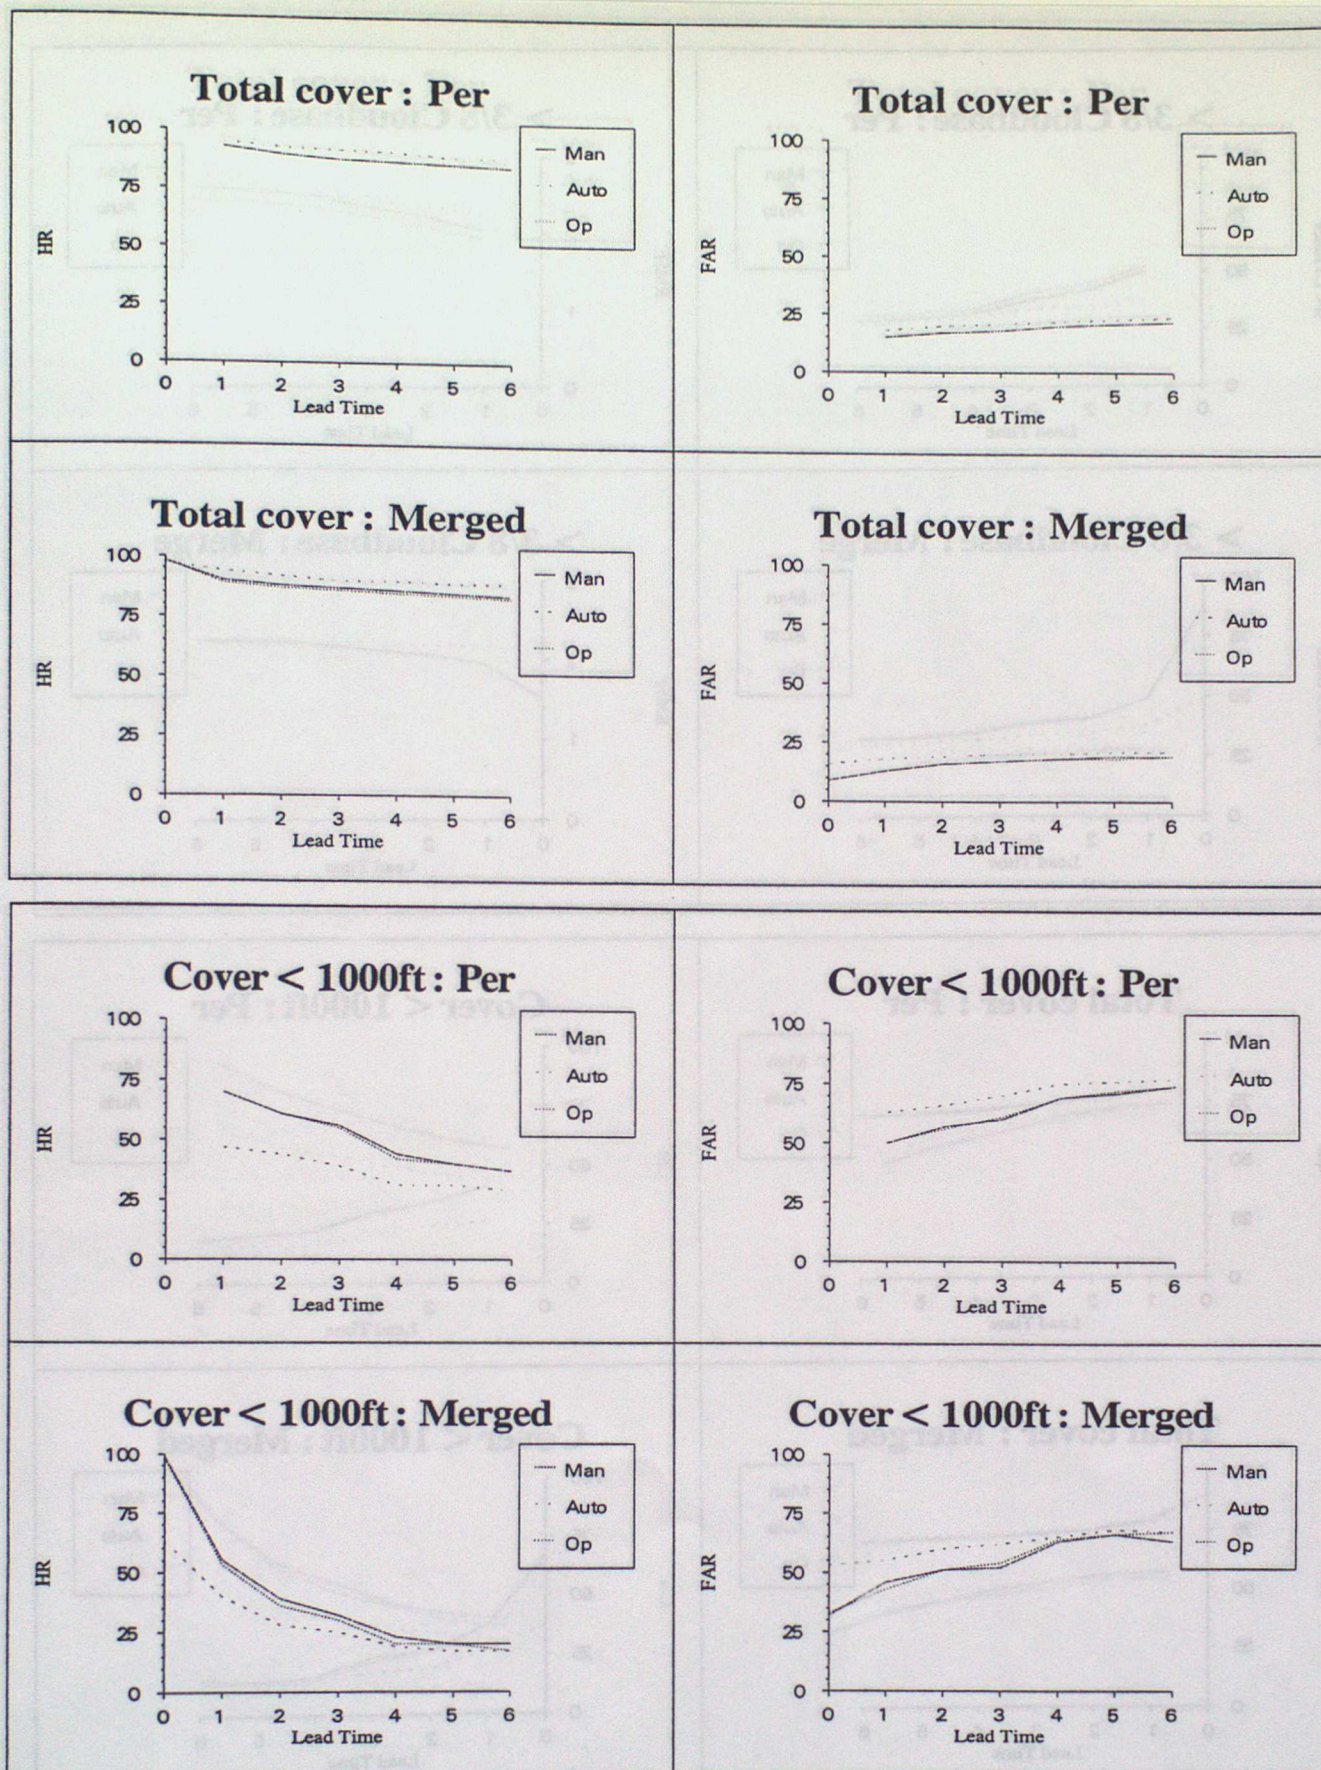 Total cover : Per
100
75
50
25
0
HR
0 1 2 3 4 5 6
Lead Time
Man
Auto
Op
Total cover : Per
100
75
50
25
0
FAR
0 1 2 3 4 5 6
Lead Time
Man
Auto
Op
Total cover : Merged
100
75
50
25
0
HR
0 1 2 3 4 5 6
Lead Time
Man
Auto
Op
Total cover : Merged
100
75
50
25
0
FAR
0 1 2 3 4 5 6
Lead Time
Man
Auto
Op
Cover < 1000ft : Per
100
75
50
25
0
HR
0 1 2 3 4 5 6
Lead Time
Man
Auto
Op
Cover < 1000ft : Per
100
75
50
25
0
FAR
0 1 2 3 4 5 6
Lead Time
Man
Auto
Op
Cover < 1000ft : Merged
100
75
50
25
0
HR
0 1 2 3 4 5 6
Lead Time
Man
Auto
Op
Cover < 1000ft : Merged
100
75
50
25
0
FAR
0 1 2 3 4 5 6
Lead Time
Man
Auto
Op